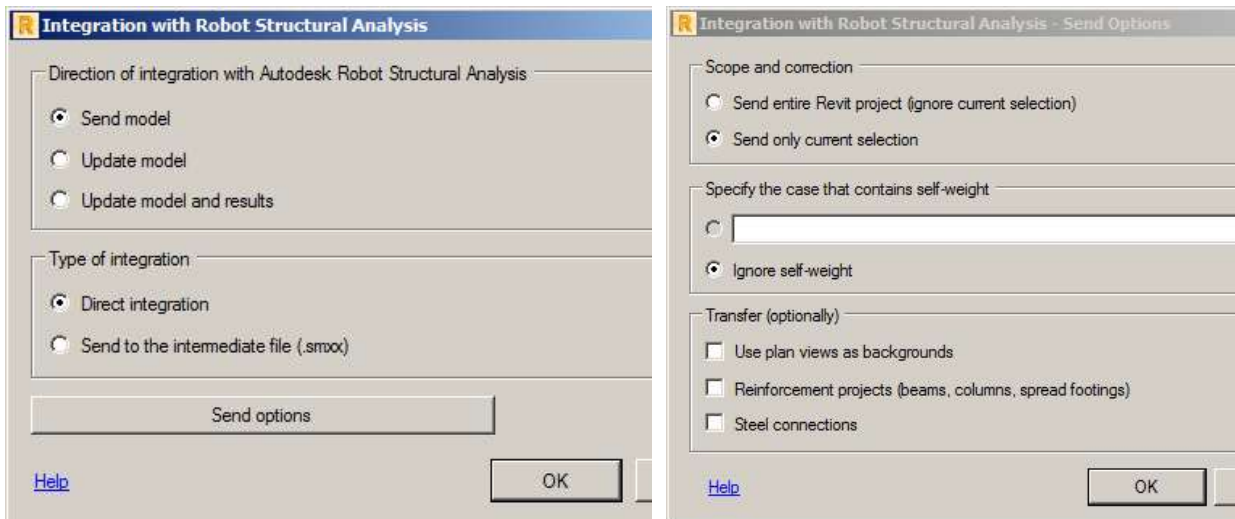 Integration with Robot Structural Analysis
Direction of integration with Autodesk Robot Structural Analysis
Send model
Update model
Update model and results
Type of integration
Direct integration
Send to the intermediate file (.smxx)
Send options
Help
OK
Integration with Robot Structural Analysis - Send Options
Scope and correction
Send entire Revit project (ignore current selection)
Send only current selection
Specify the case that contains self-weight
Ignore self-weight
Transfer (optionally)
Use plan views as backgrounds
Reinforcement projects (beams, columns, spread footings)
Steel connections
Help
OK